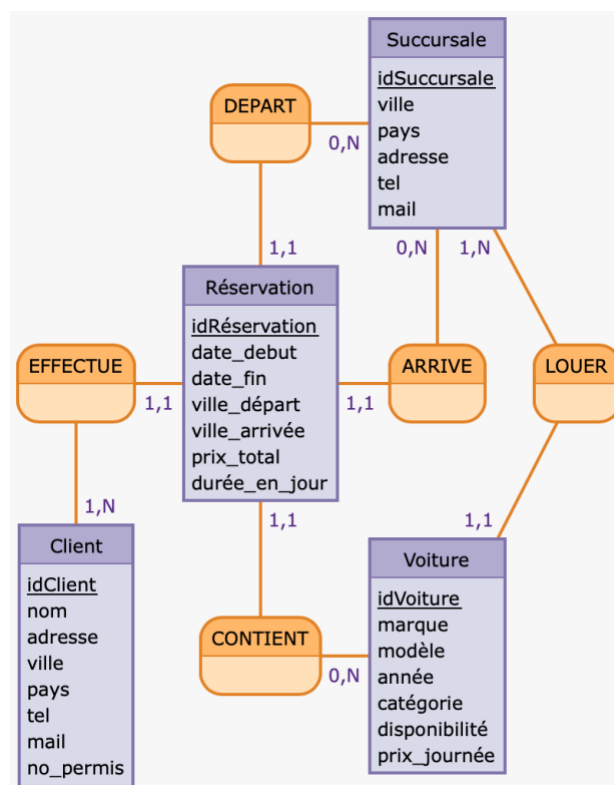 Succursale
idSuccursale
ville
pays
adresse
tel
mail
DEPART
0,N
1,1
0,N
1,N
Réservation
idRéservation
date_debut
date_fin
ville_départ
ville_arrivée
prix_total
durée_en_jour
EFFECTUE
1,1
1,1
ARRIVE
LOUER
1,N
1,1
1,1
Client
idClient
nom
adresse
ville
pays
tel
mail
no_permis
CONTIENT
0,N
Voiture
idVoiture
marque
modèle
année
catégorie
disponibilité
prix_journée